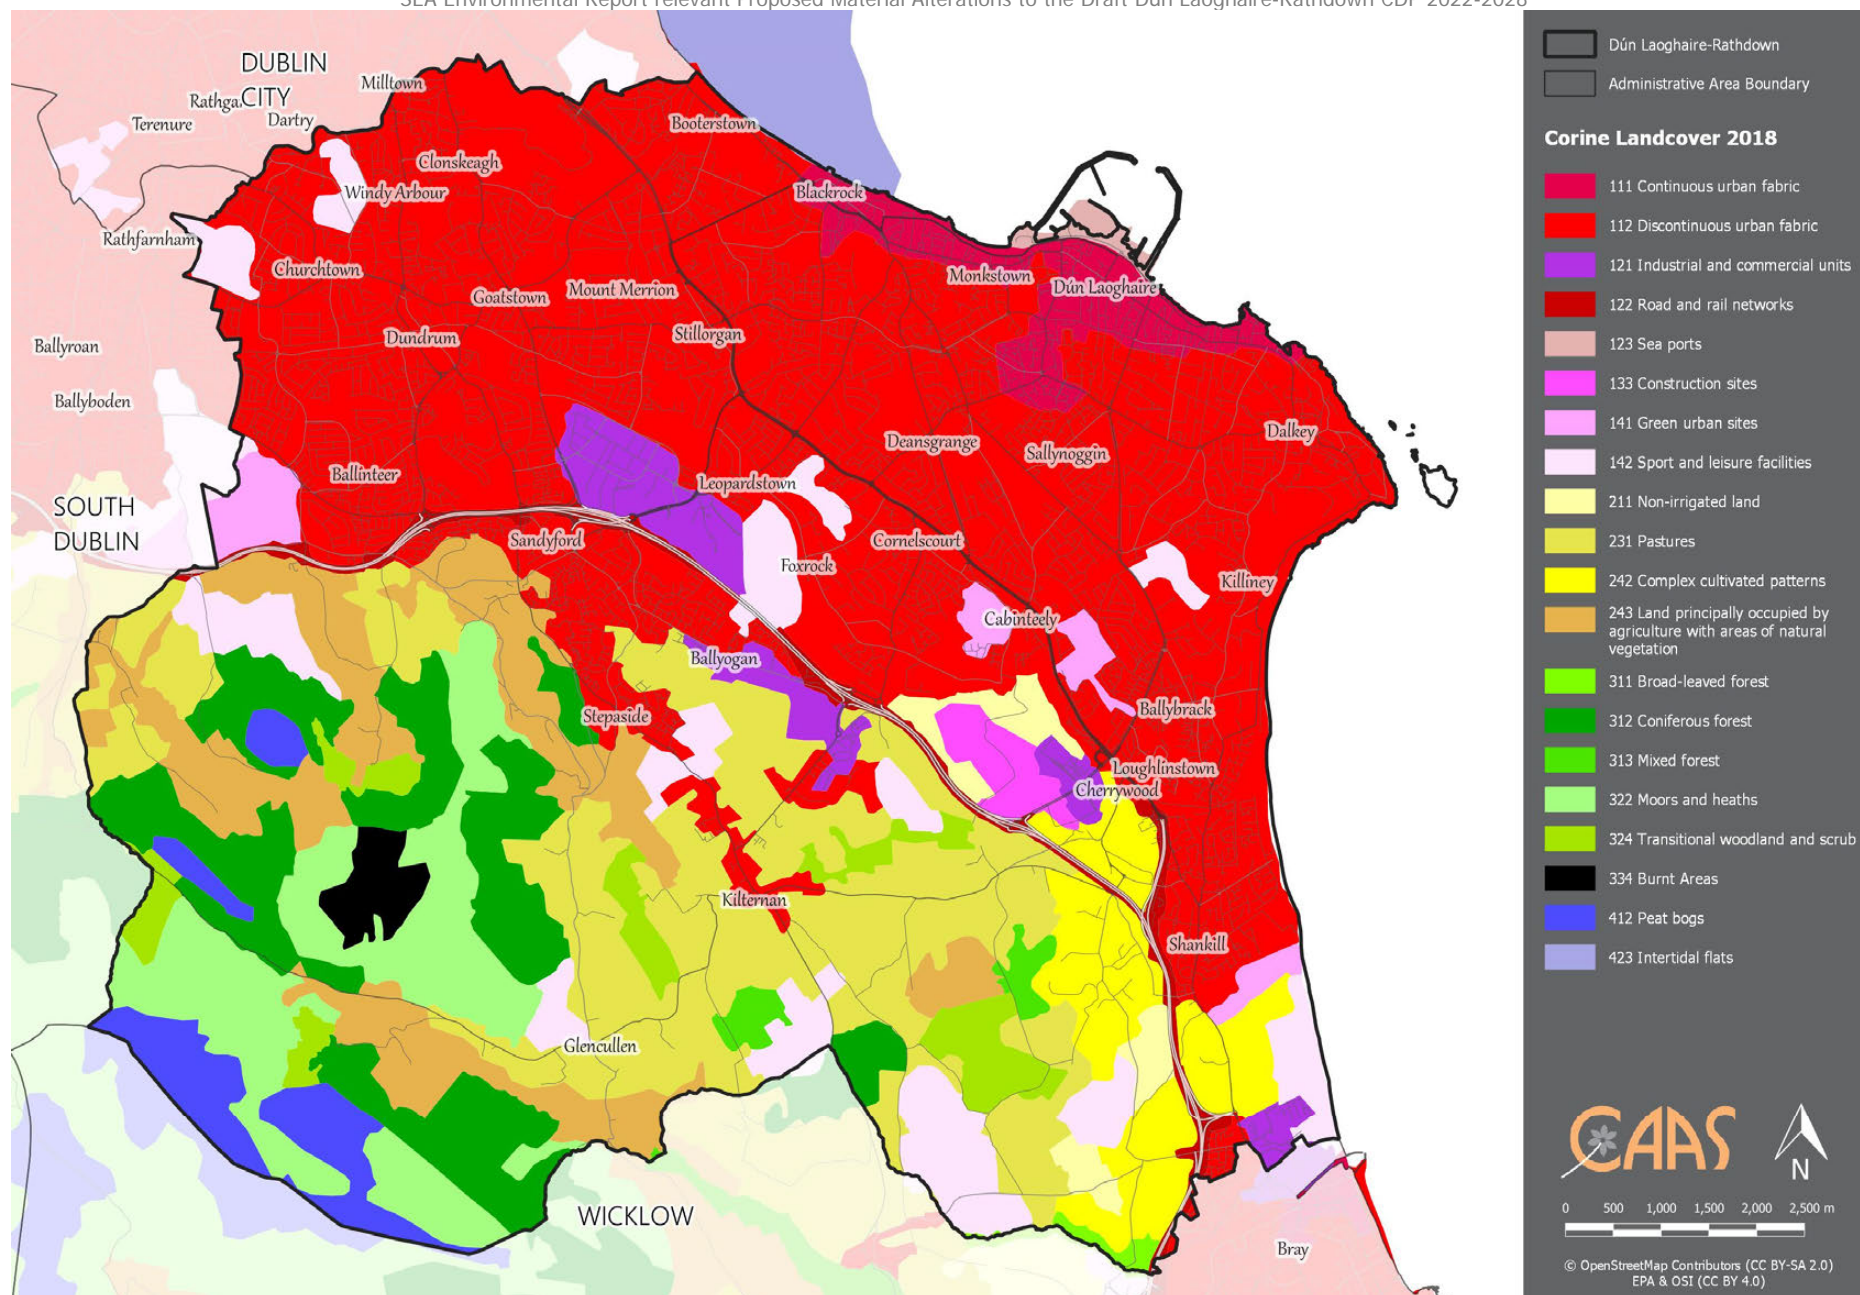 SEA Environmental Report relevant Proposed Material Alterations to the Draft Dún Laoghaire-Rathdown CDP 2022-2028
DUBLIN
CITY
Milltown
Rathga
Dartry
Terenure
Booterstown
Clonskeagh
Windy Arbour
Blackrock
Rathfarnham
Churchtown
Goatstown
Mount Merrion
Monkstown
Dún Laoghaire
Dundrum
Stillorgan
Ballyroan
Ballyboden
Deansgrange
Sallynoggin
Dalkey
Ballinteer
Leopardstown
SOUTH
DUBLIN
Sandyford
Cornelscourt
Foxrock
Killiney
Cabinteely
Ballyogan
Stepaside
Ballybrack
Loughlinstown
Cherrywood
Kilternan
Shankill
Glencullen
WICKLOW
Bray
Dún Laoghaire-Rathdown
Administrative Area Boundary
Corine Landcover 2018
111 Continuous urban fabric
112 Discontinuous urban fabric
121 Industrial and commercial units
122 Road and rail networks
123 Sea ports
133 Construction sites
141 Green urban sites
142 Sport and leisure facilities
211 Non-irrigated land
231 Pastures
242 Complex cultivated patterns
243 Land principally occupied by
agriculture with areas of natural
vegetation
311 Broad-leaved forest
312 Coniferous forest
313 Mixed forest
322 Moors and heaths
324 Transitional woodland and scrub
334 Burnt Areas
412 Peat bogs
423 Intertidal flats
CAAS
N
0 500 1,000 1,500 2,000 2,500 m
© OpenStreetMap Contributors (CC BY-SA 2.0)
EPA & OSI (CC BY 4.0)